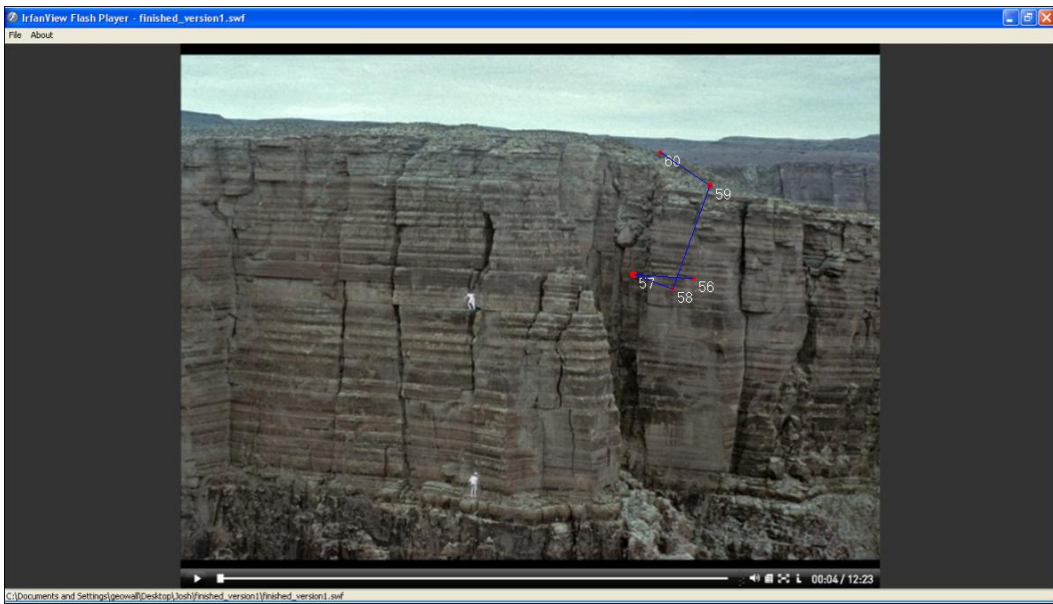 IrfanView Flash Player - finished_version1.swf
File About
60
59
57
56
58
00:04 / 12:23
C:\Documents and Settings\geowall\Desktop\Josh\finished_version1\finished_version1.swf